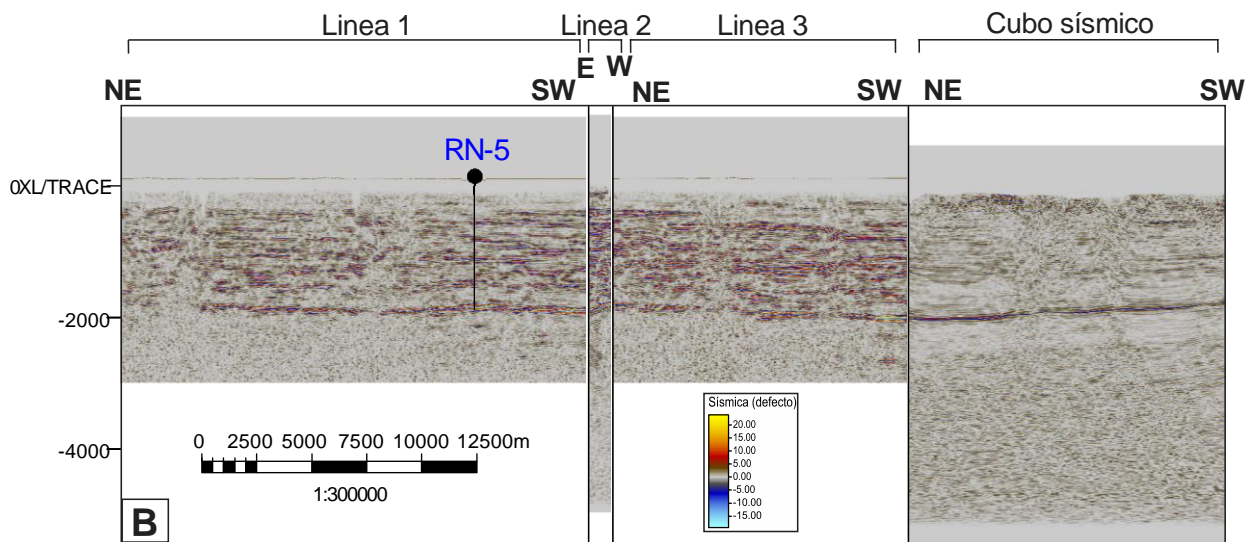 Linea 1
Linea 2
Linea 3
Cubo sísmico
NE
SW
E
W
NE
SW
NE
SW
RN-5
0XL/TRACE
-2000
-4000
0 2500 5000 7500 10000 12500m
1:300000
Sísmica (defecto)
20.00
15.00
10.00
5.00
0.00
-5.00
-10.00
-15.00
B